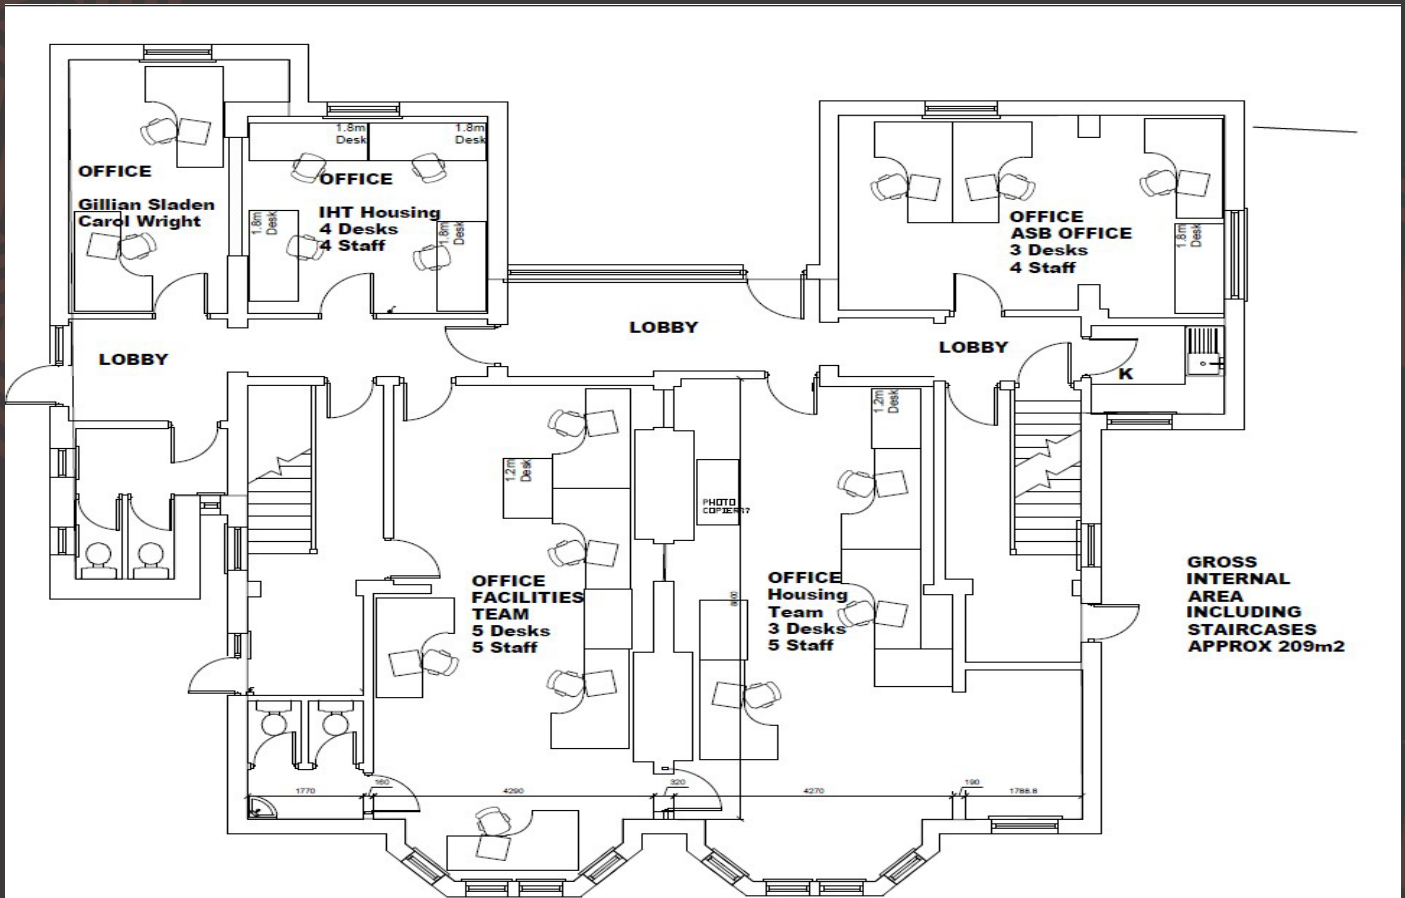 1.8m
Desk
1.8m
Desk
OFFICE
Gillian Sladen
Carol Wright
OFFICE
IHT Housing
4 Desks
4 Staff
1.8m
Desk
1.8m
Desk
OFFICE
ASB OFFICE
3 Desks
4 Staff
1.8m
Desk
LOBBY
LOBBY
LOBBY
K
1.2m
Desk
1.2m
Desk
PHOTO
COPIER??
OFFICE
FACILITIES
TEAM
5 Desks
5 Staff
OFFICE
Housing
Team
3 Desks
5 Staff
GROSS
INTERNAL
AREA
INCLUDING
STAIRCASES
APPROX 209m2
1770
160
4290
320
4270
190
1788.8